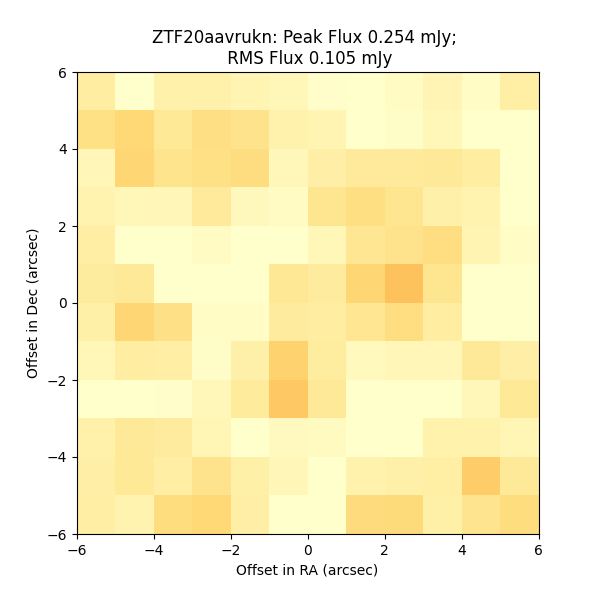 ZTF20aavrukn: Peak Flux 0.254 mJy;
RMS Flux 0.105 mJy
6
4
2
0
−2
−4
−6
Offset in Dec (arcsec)
−6 −4 −2 0 2 4 6
Offset in RA (arcsec)